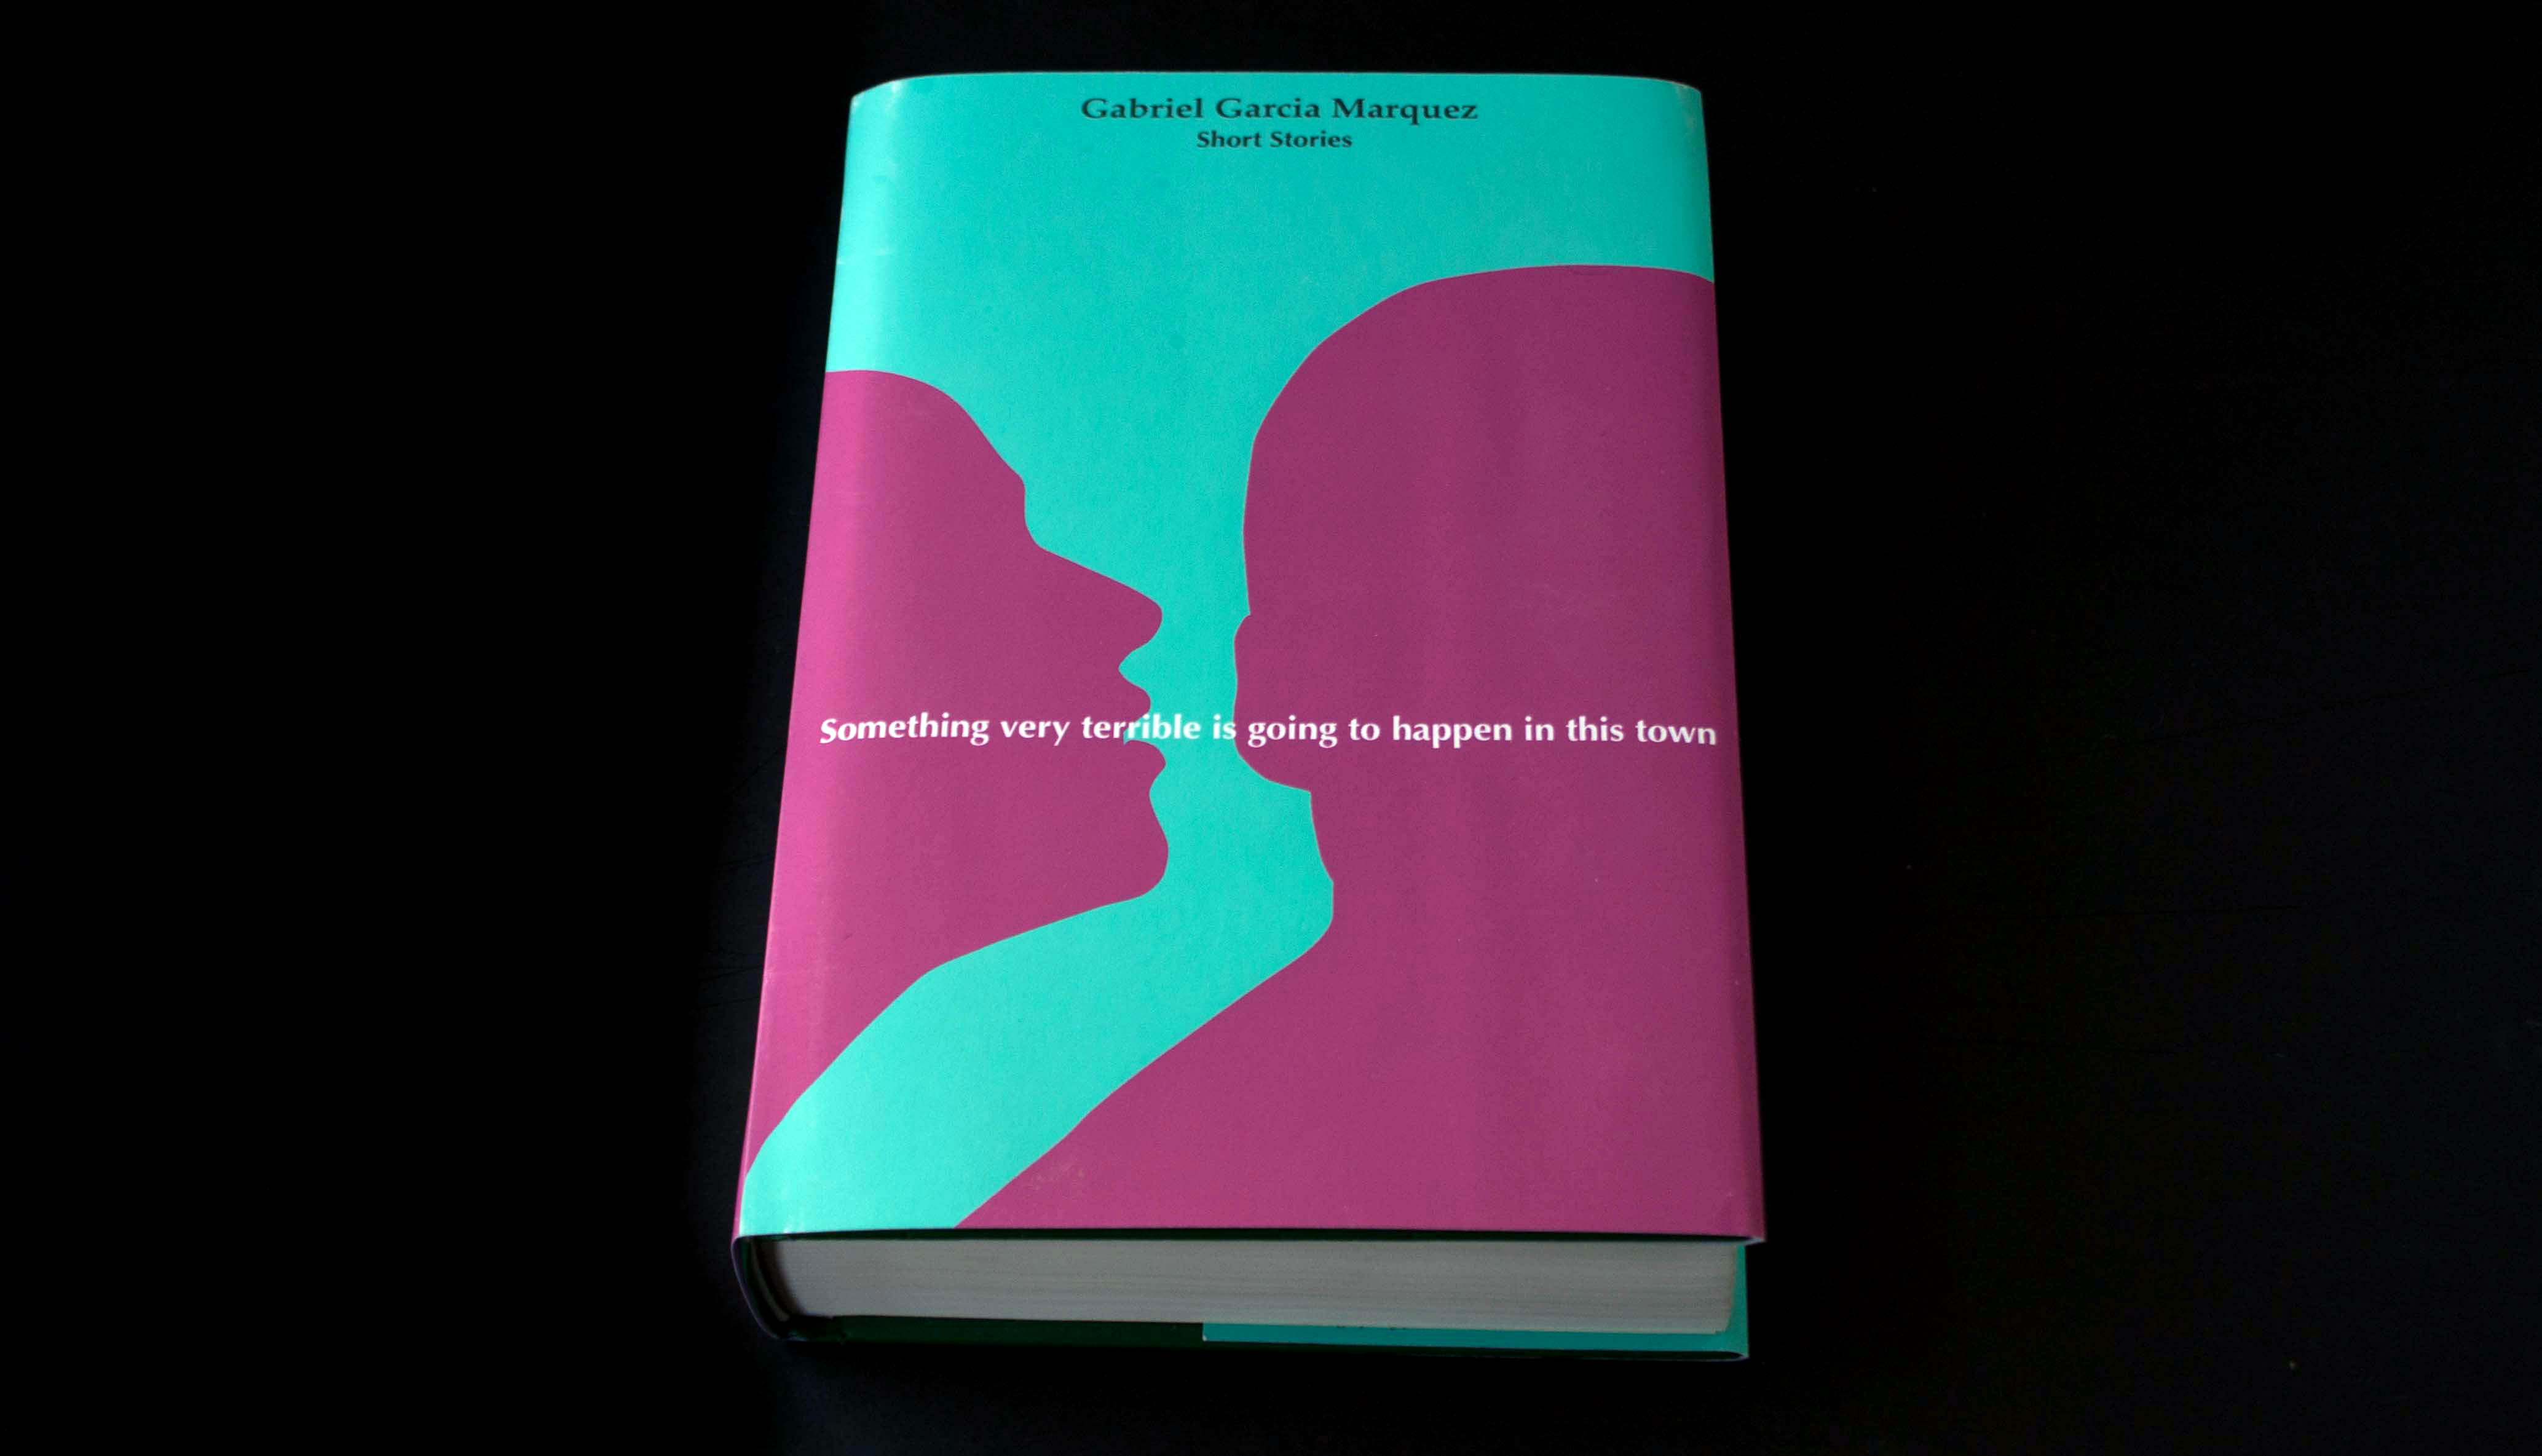 Gabriel Garcia Marquez
Short Stories
Something very terrible is going to happen in this town